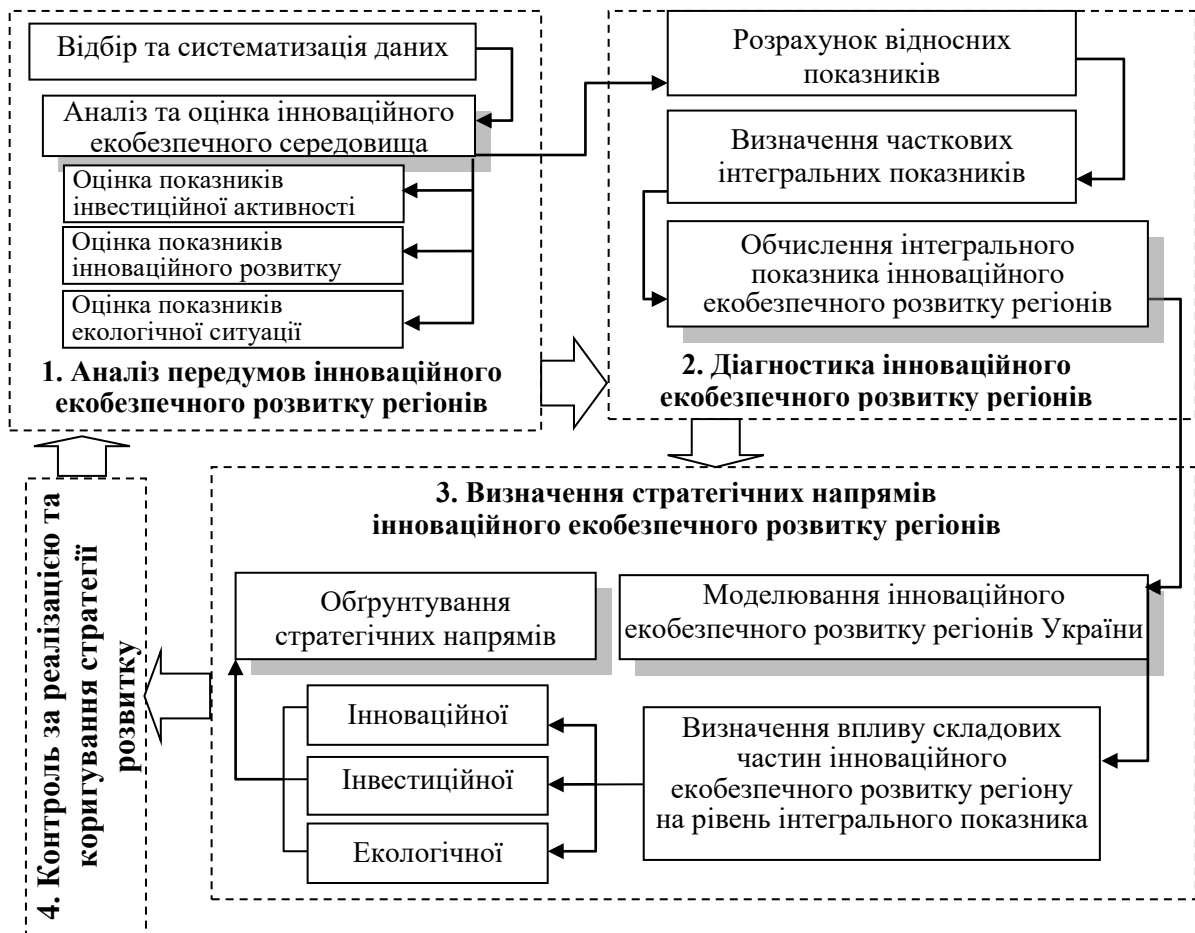 Відбір та систематизація даних
Аналіз та оцінка інноваційного
екобезпечного середовища
Оцінка показників
інвестиційної активності
Оцінка показників
інноваційного розвитку
Оцінка показників
екологічної ситуації
1. Аналіз передумов інноваційного
екобезпечного розвитку регіонів
Розрахунок відносних
показників
Визначення часткових
інтегральних показників
Обчислення інтегрального
показника інноваційного
екобезпечного розвитку регіонів
2. Діагностика інноваційного
екобезпечного розвитку регіонів
3. Визначення стратегічних напрямів
інноваційного екобезпечного розвитку регіонів
Обґрунтування
стратегічних напрямів
Моделювання інноваційного
екобезпечного розвитку регіонів України
Інноваційної
Інвестиційної
Екологічної
Визначення впливу складових
частин інноваційного
екобезпечного розвитку регіону
на рівень інтегрального показника
4. Контроль за реалізацією та
коригування стратегії
розвитку